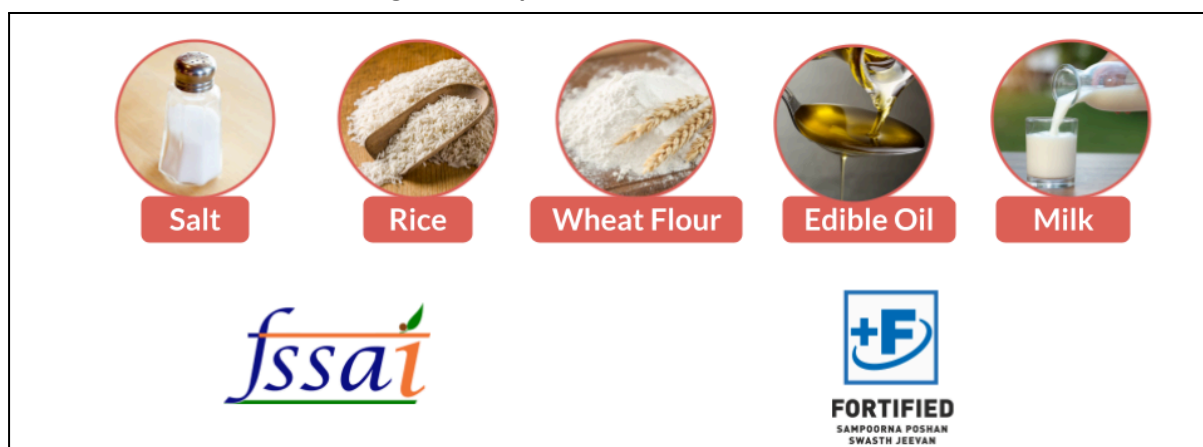 Salt
Rice
Wheat Flour
Edible Oil
Milk
fssai
+F
FORTIFIED
SAMPOORNA POSHAN
SWASTH JEEVAN